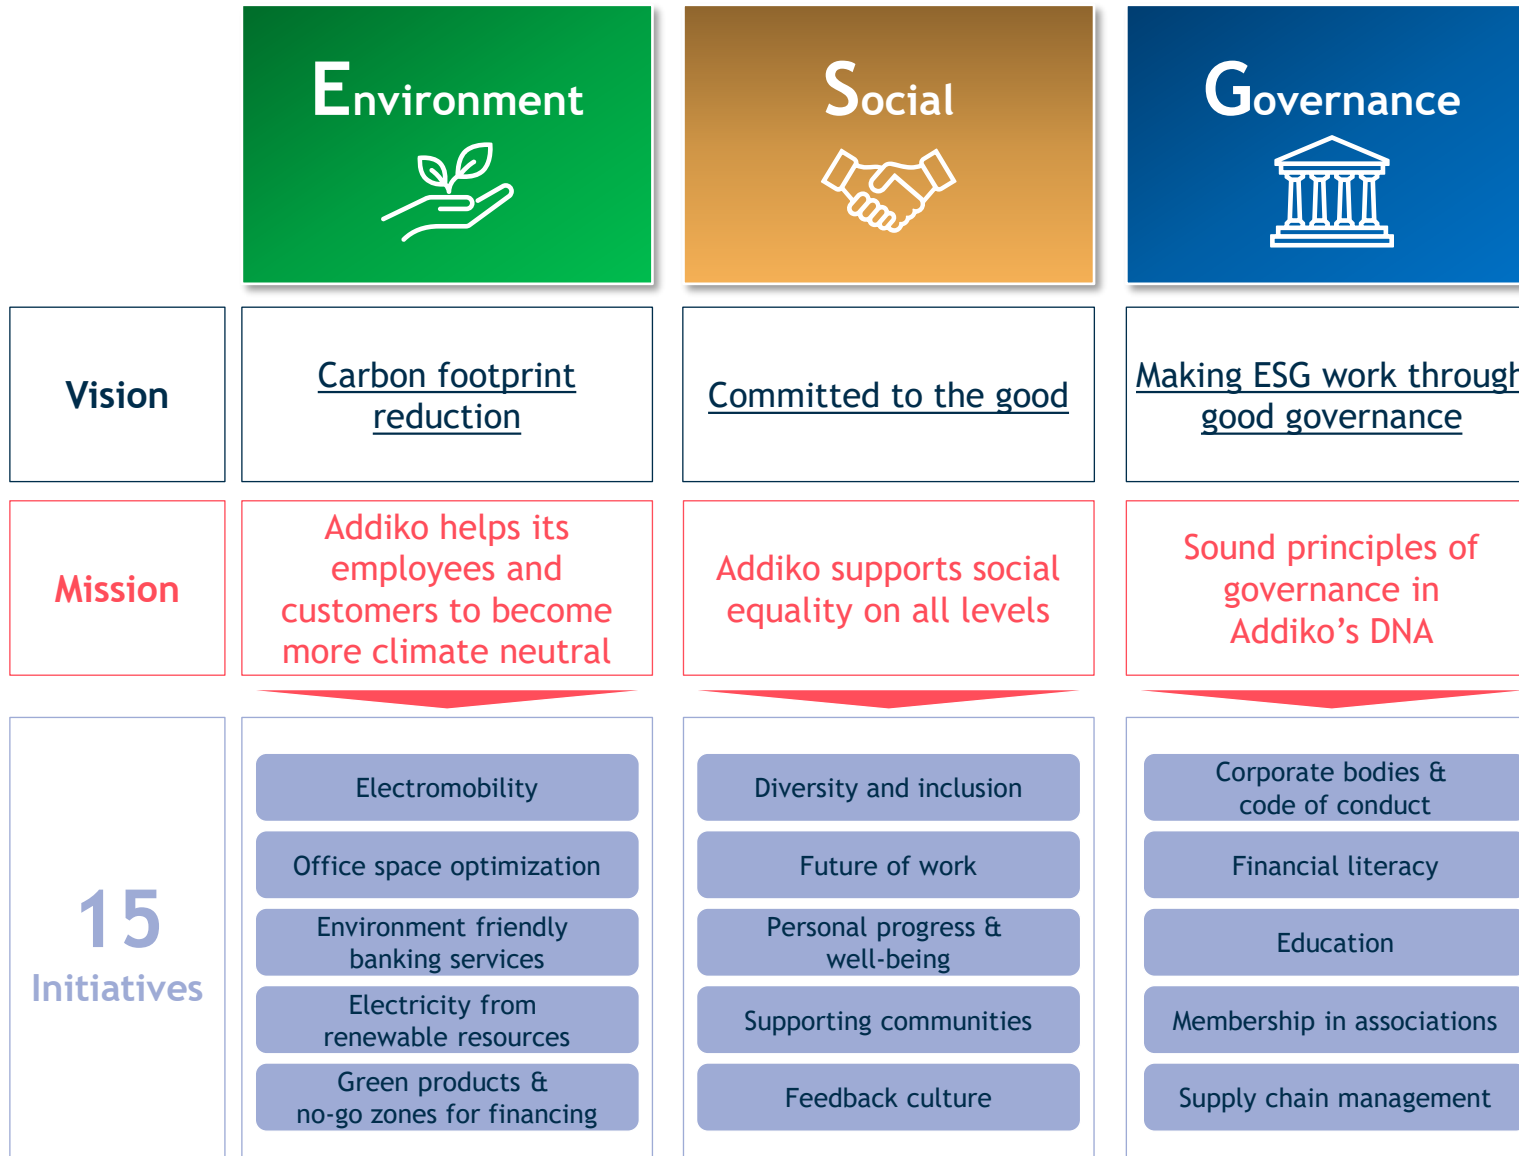 Environment
Social
Governance
Vision
Carbon footprint
reduction
Committed to the good
Making ESG work through
good governance
Mission
Addiko helps its
employees and
customers to become
more climate neutral
Addiko supports social
equality on all levels
Sound principles of
governance in
Addiko’s DNA
15
Initiatives
Electromobility
Office space optimization
Environment friendly
banking services
Electricity from
renewable resources
Green products &
no-go zones for financing
Diversity and inclusion
Future of work
Personal progress &
well-being
Supporting communities
Feedback culture
Corporate bodies &
code of conduct
Financial literacy
Education
Membership in associations
Supply chain management